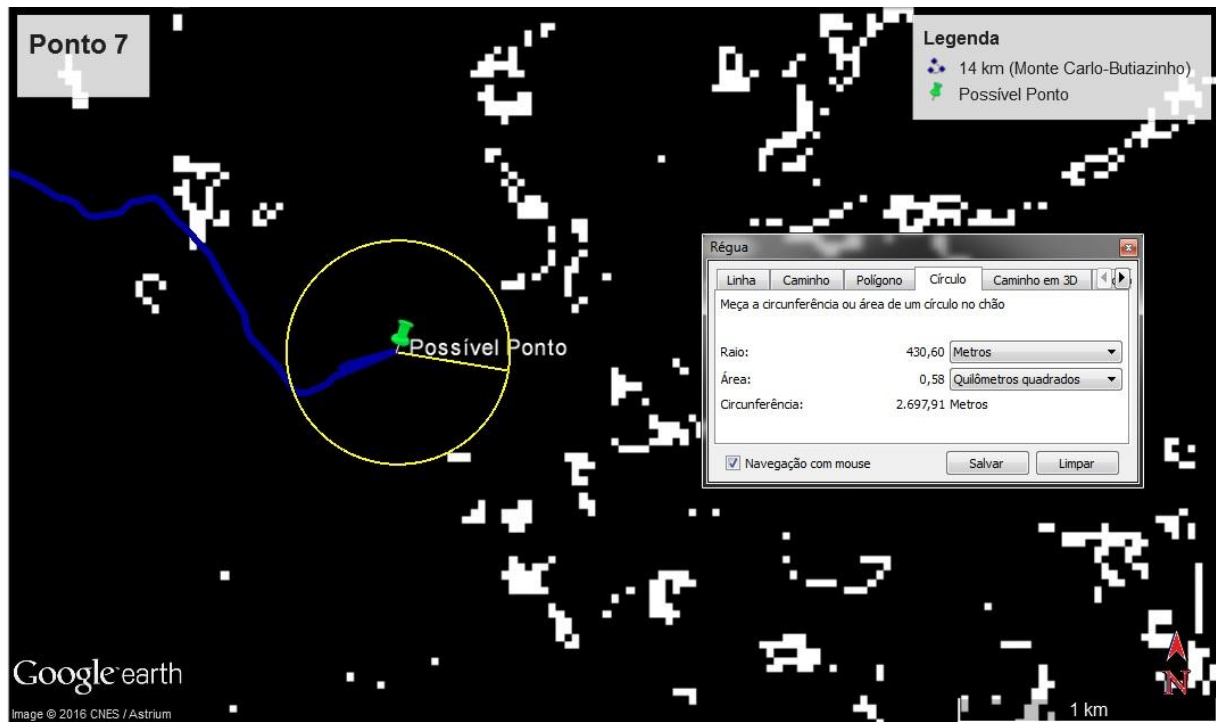 Ponto 7
Legenda
14 km (Monte Carlo-Butiazinho)
Possível Ponto
Possível Ponto
Régua
Linha Caminho Polígono Círculo Caminho em 3D
Meça a circunferência ou área de um círculo no chão
Raio: 430,60 Metros
Área: 0,58 Quilômetros quadrados
Circunferência: 2.697,91 Metros
Navegação com mouse Salvar Limpar
Google earth
N
Image © 2016 CNES / Astrium
1 km